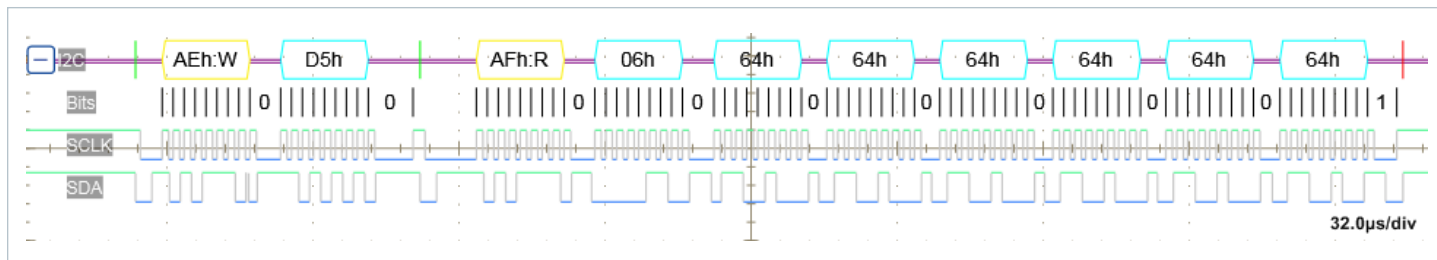 I2C AEh:W D5h AFh:R 06h 64h 64h 64h 64h 64h 64h
Bits 0 0 0 0 0 0 0 0 0 1
SCLK
SDA
32.0µs/div